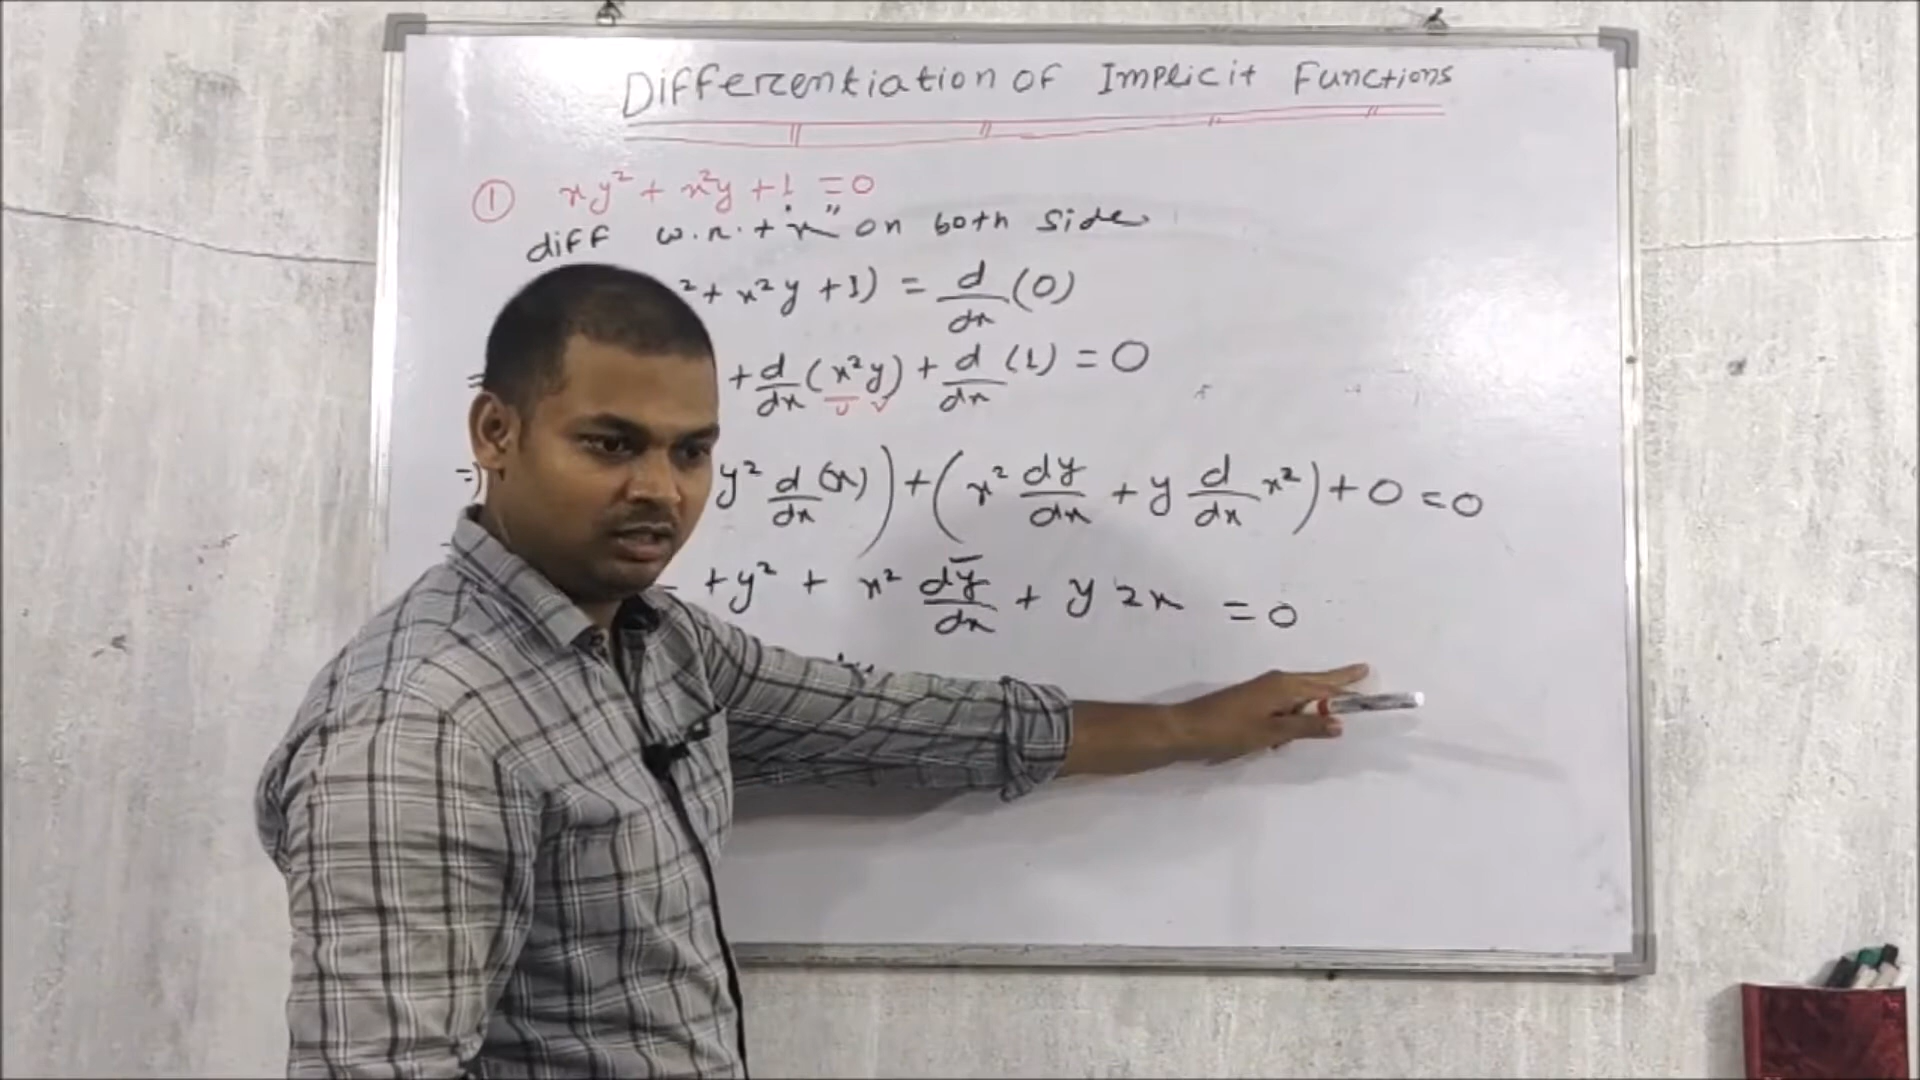 Differentiation of Implicit Functions
① xy² + x²y + 1 = 0
diff w.r.t "x" on both side
² + x²y + 1) = d/dx (0)
= + d/dx (x²y) + d/dx (1) = 0
U V
=) y² d/dx (x)) + (x² dy/dx + y d/dx x²) + 0 = 0
+ y² + x² dy/dx + y 2x = 0